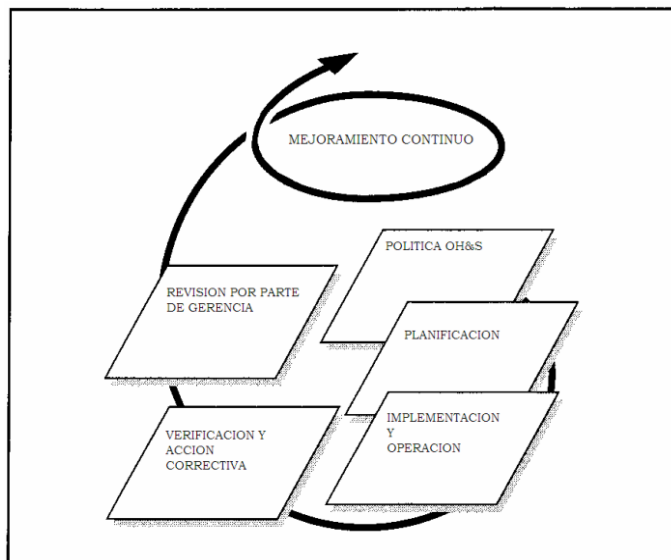 MEJORAMIENTO CONTINUO
POLITICA OH&S
REVISION POR PARTE
DE GERENCIA
PLANIFICACION
IMPLEMENTACION
Y
OPERACION
VERIFICACION Y
ACCION
CORRECTIVA